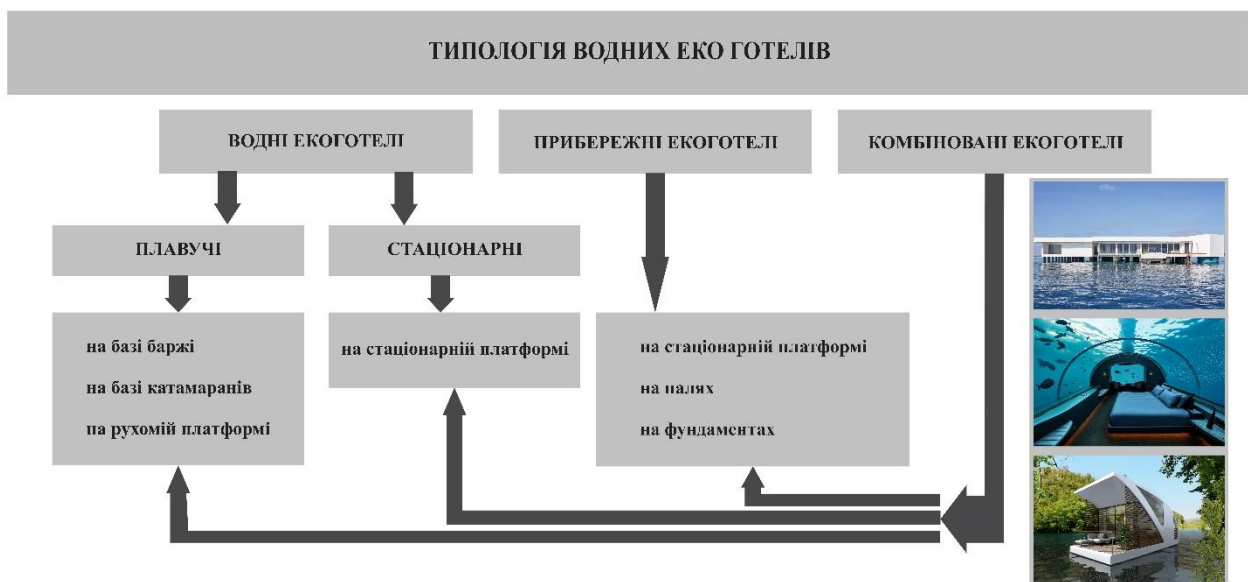 ТИПОЛОГІЯ ВОДНИХ ЕКО ГОТЕЛІВ
ВОДНІ ЕКОГОТЕЛІ
ПРИБЕРЕЖНІ ЕКОГОТЕЛІ
КОМБІНОВАНІ ЕКОГОТЕЛІ
ПЛАВУЧІ
СТАЦІОНАРНІ
на базі баржі
на базі катамаранів
на рухомій платформі
на стаціонарній платформі
на стаціонарній платформі
на палях
на фундаментах